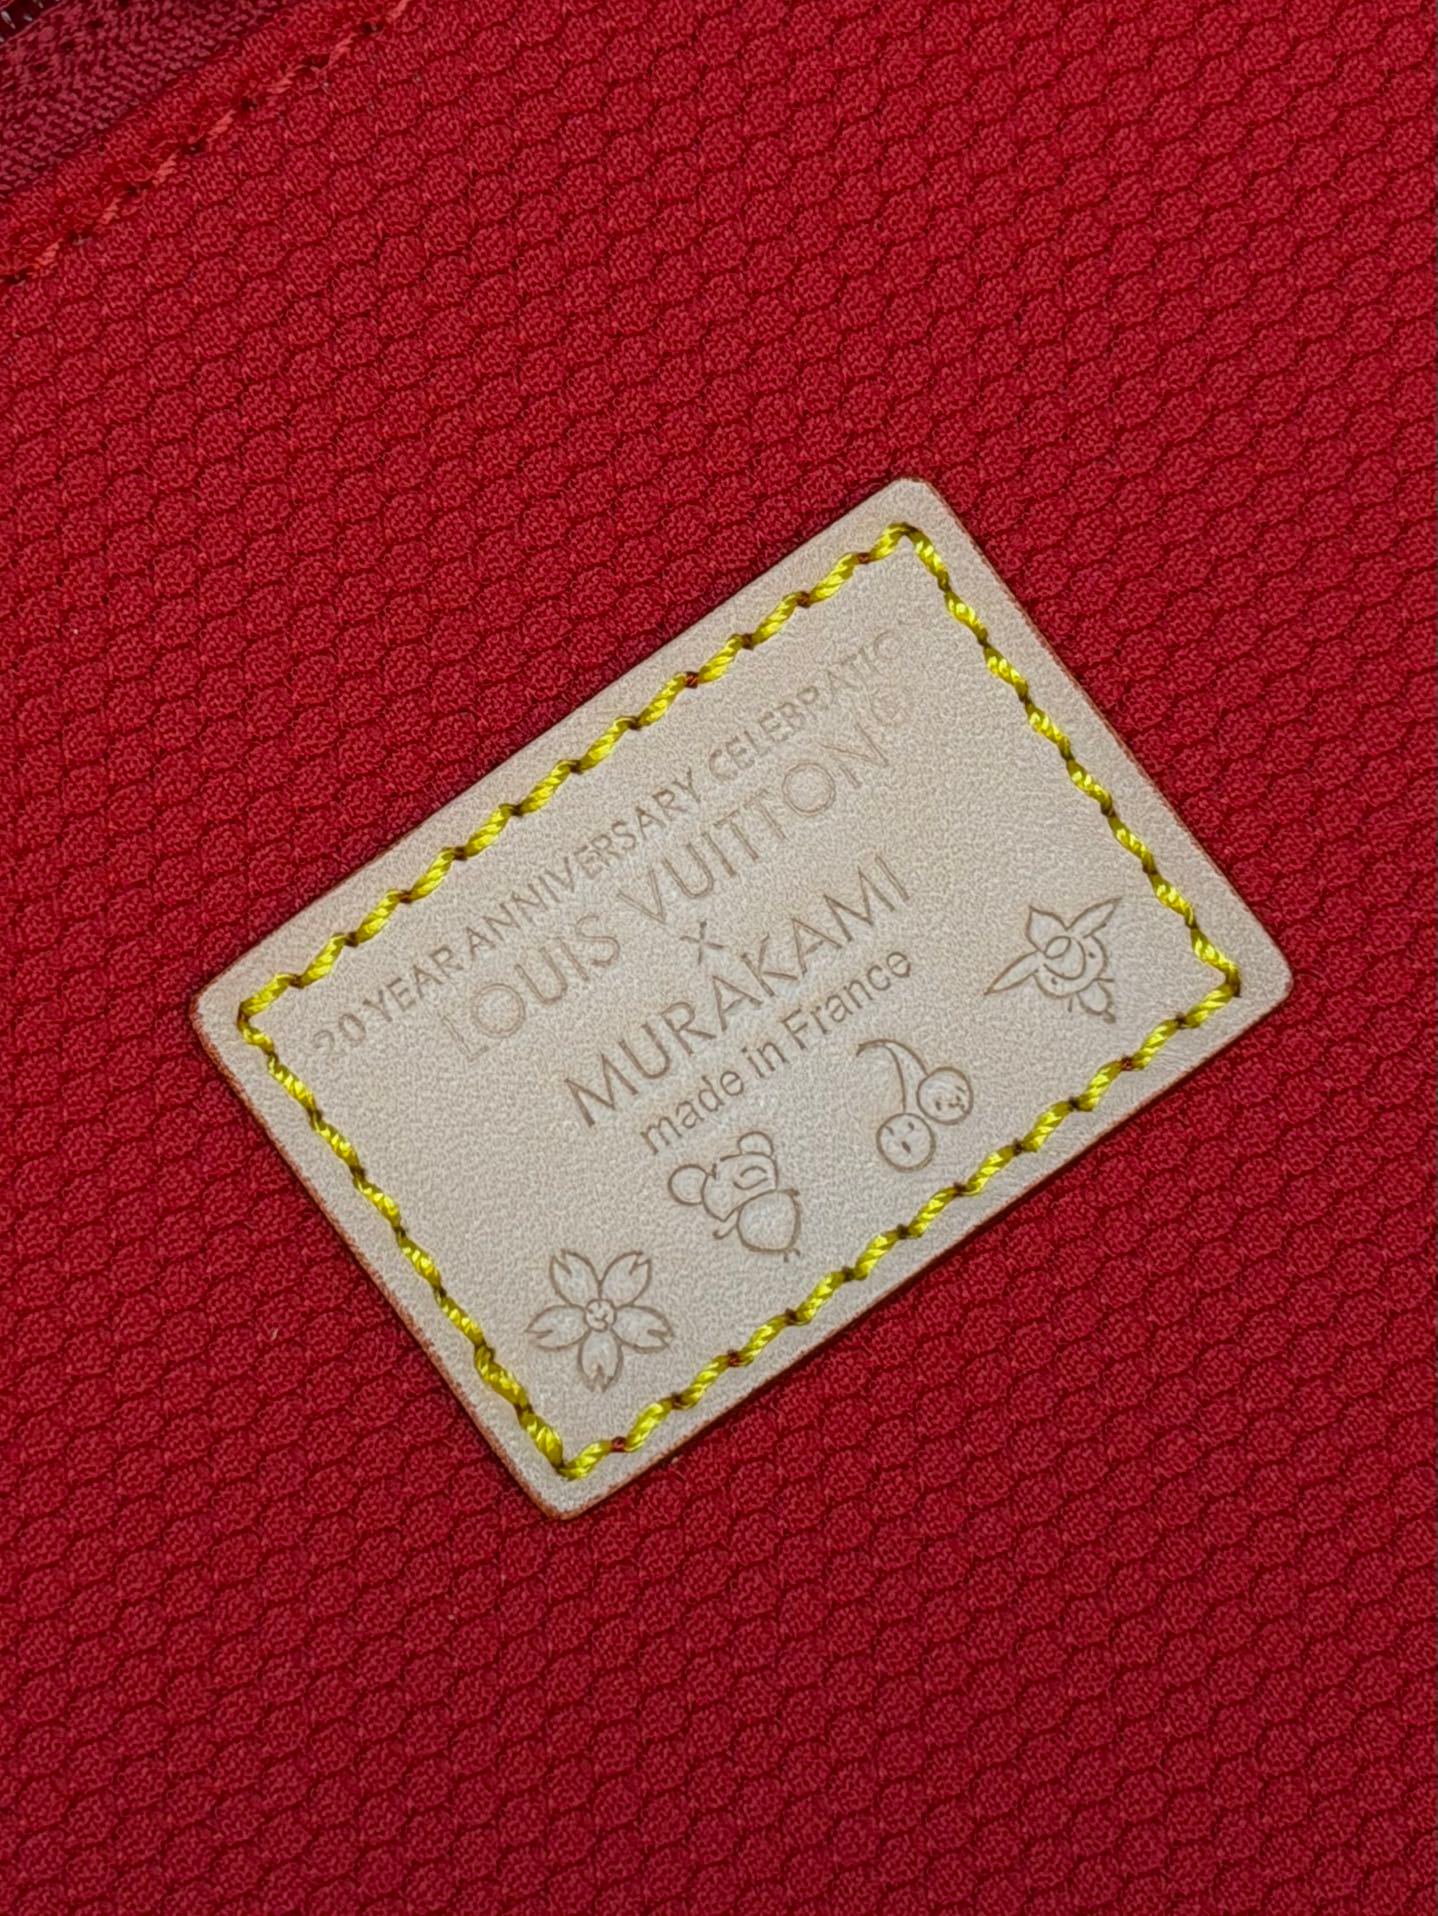 20 YEAR ANNIVERSARY CELEBRATIO
LOUIS VUITTON®
X
MURAKAMI
made in France